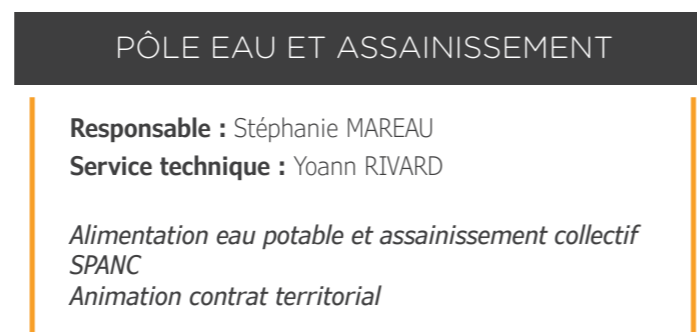 PÔLE EAU ET ASSAINISSEMENT
Responsable : Stéphanie MAREAU
Service technique : Yoann RIVARD
Alimentation eau potable et assainissement collectif
SPANC
Animation contrat territorial